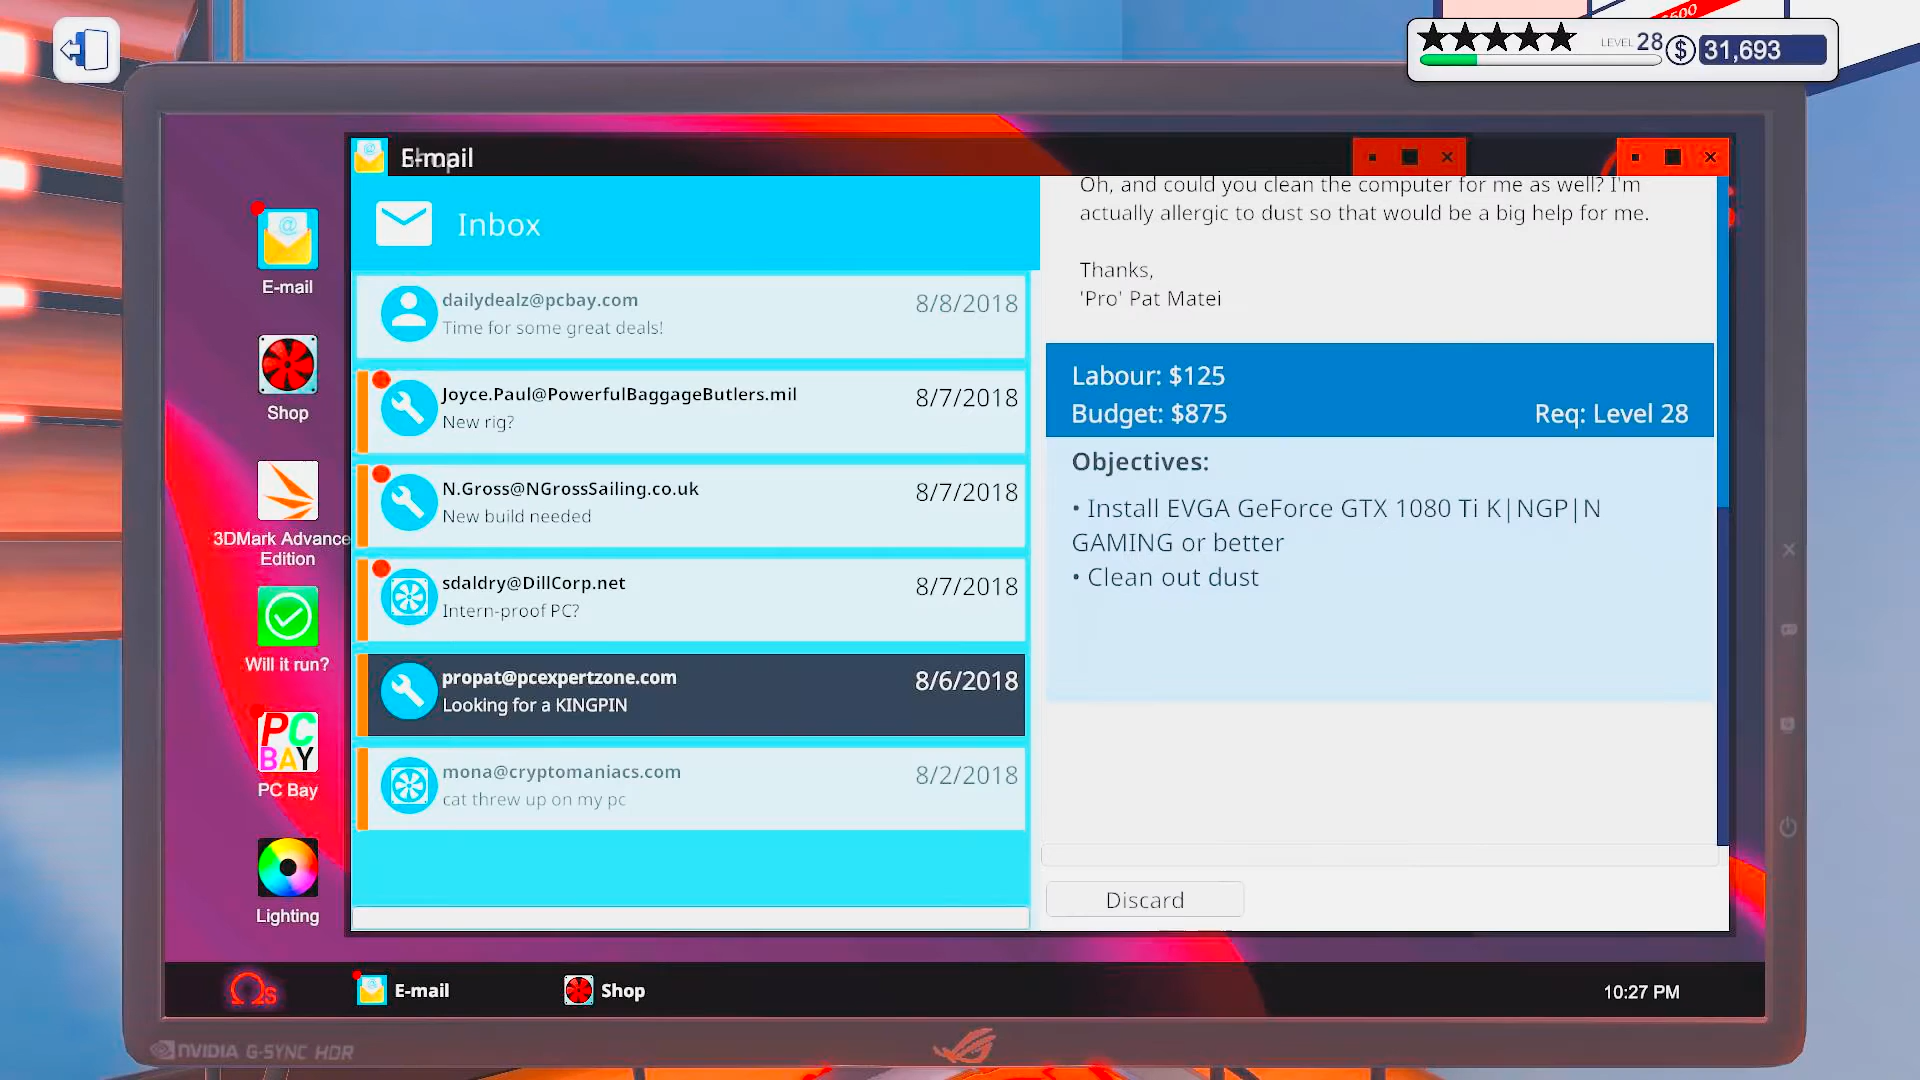 $500
LEVEL 28
$ 31,693
E-mail
Inbox
dailydealz@pcbay.com
8/8/2018
Time for some great deals!
Joyce.Paul@PowerfulBaggageButlers.mil
8/7/2018
New rig?
N.Gross@NGrossSailing.co.uk
8/7/2018
New build needed
sdaldry@DillCorp.net
8/7/2018
Intern-proof PC?
propat@pcexpertzone.com
8/6/2018
Looking for a KINGPIN
mona@cryptomaniacs.com
8/2/2018
cat threw up on my pc
Oh, and could you clean the computer for me as well? I'm
actually allergic to dust so that would be a big help for me.
Thanks,
'Pro' Pat Matei
Labour: $125
Budget: $875
Req: Level 28
Objectives:
• Install EVGA GeForce GTX 1080 Ti K|NGP|N
GAMING or better
• Clean out dust
Discard
E-mail
Shop
3DMark Advance
Edition
Will it run?
PC
BAY
PC Bay
Lighting
Ωs
E-mail
Shop
10:27 PM
NVIDIA G-SYNC HDR